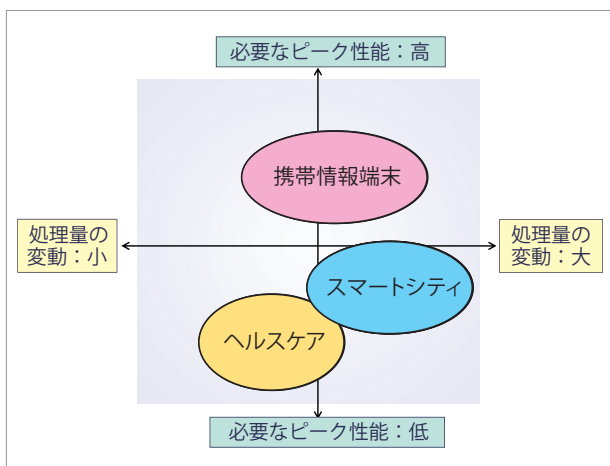 必要なピーク性能：高
携帯情報端末
処理量の
変動：小
処理量の
変動：大
スマートシティ
ヘルスケア
必要なピーク性能：低